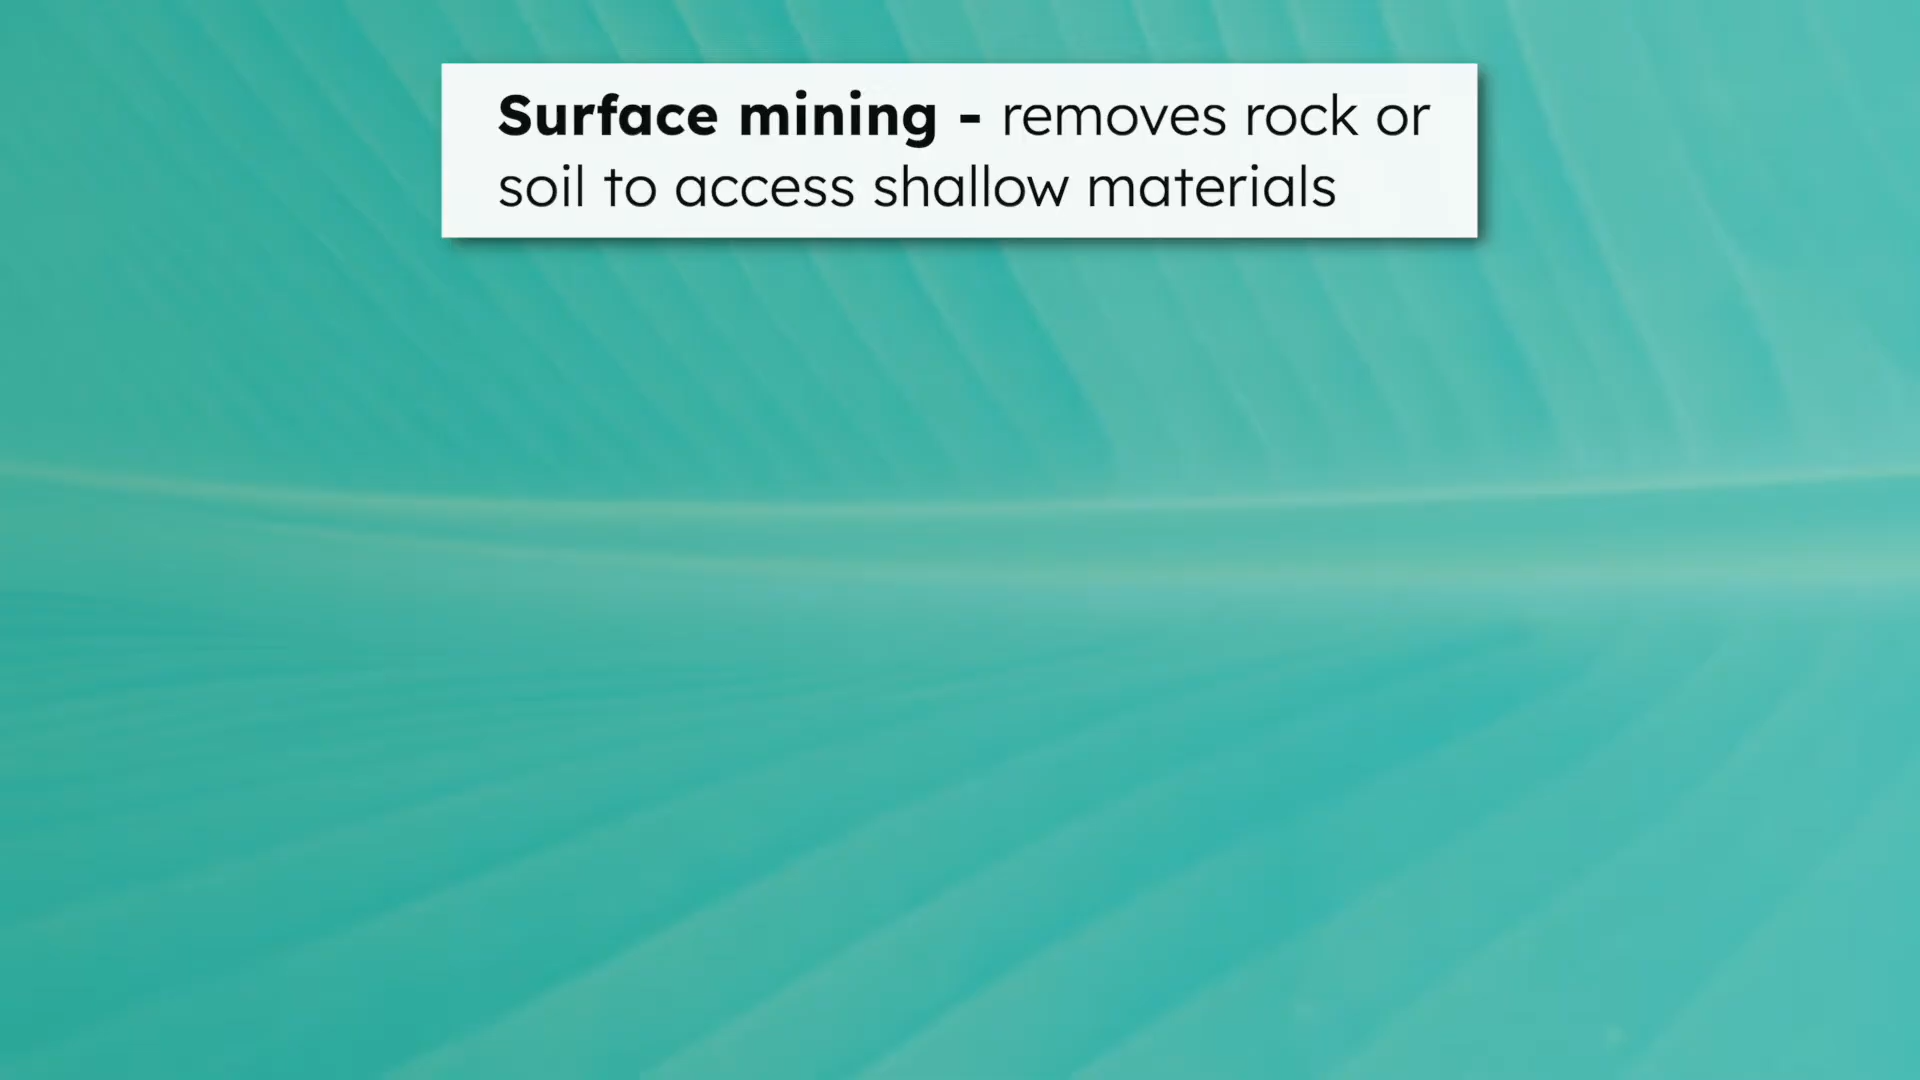 Surface mining - removes rock or
soil to access shallow materials